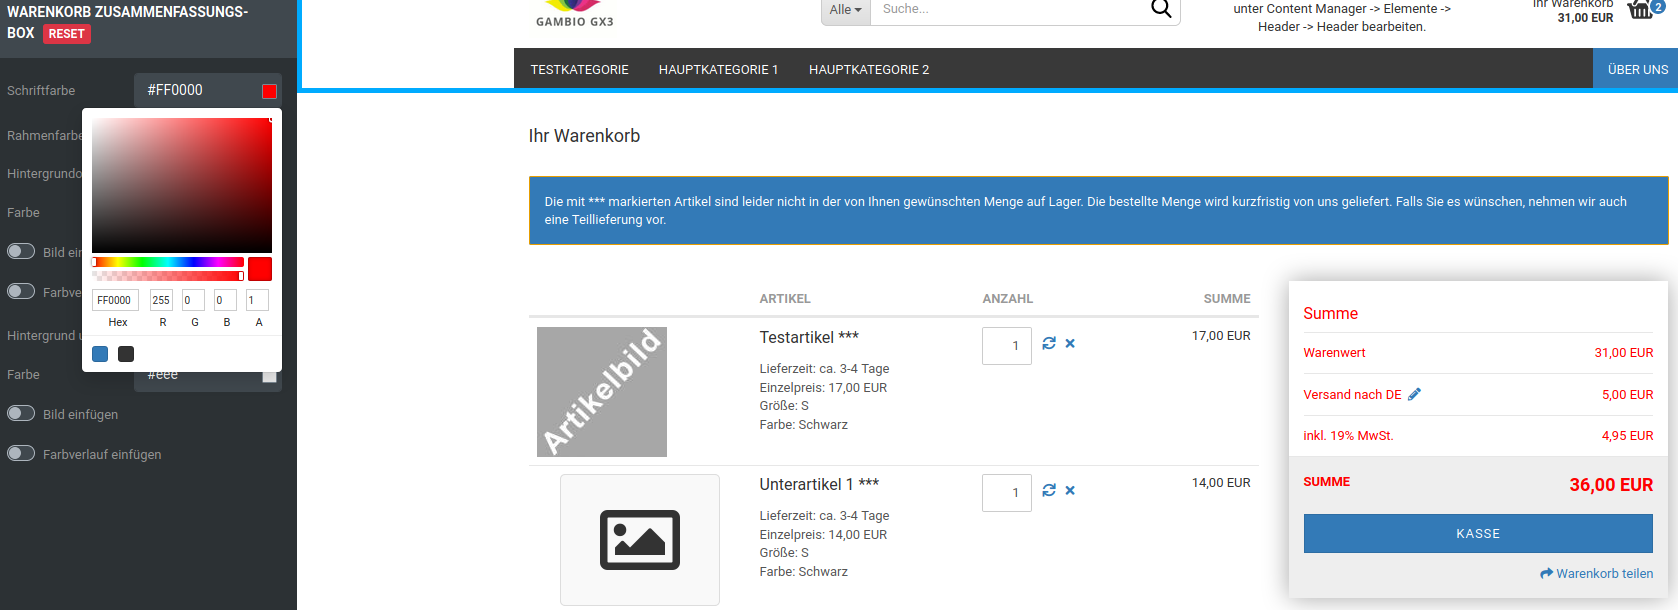 WARENKORB ZUSAMMENFASSUNGS-
BOX RESET
Schriftfarbe #FF0000
Rahmenfarbe
Farbe
Bild
FF0000 255 0 0 1
Hex R G B A
Hintergrund
Farbe #eee
Bild einfügen
Farbverlauf einfügen
GAMBIO GX3
Alle
Suche...
unter Content Manager -> Elemente ->
Header -> Header bearbeiten.
Ihr Warenkorb
31,00 EUR
2
TESTKATEGORIE HAUPTKATEGORIE 1 HAUPTKATEGORIE 2 ÜBER UNS
Ihr Warenkorb
Die mit *** markierten Artikel sind leider nicht in der von Ihnen gewünschten Menge auf Lager. Die bestellte Menge wird kurzfristig von uns geliefert. Falls Sie es wünschen, nehmen wir auch
eine Teillieferung vor.
ARTIKEL ANZAHL SUMME
Artikelbild
Testartikel *** 1 17,00 EUR
Lieferzeit: ca. 3-4 Tage
Einzelpreis: 17,00 EUR
Größe: S
Farbe: Schwarz
Unterartikel 1 *** 1 14,00 EUR
Lieferzeit: ca. 3-4 Tage
Einzelpreis: 14,00 EUR
Größe: S
Farbe: Schwarz
Summe
Warenwert 31,00 EUR
Versand nach DE 5,00 EUR
inkl. 19% MwSt. 4,95 EUR
SUMME 36,00 EUR
KASSE
Warenkorb teilen